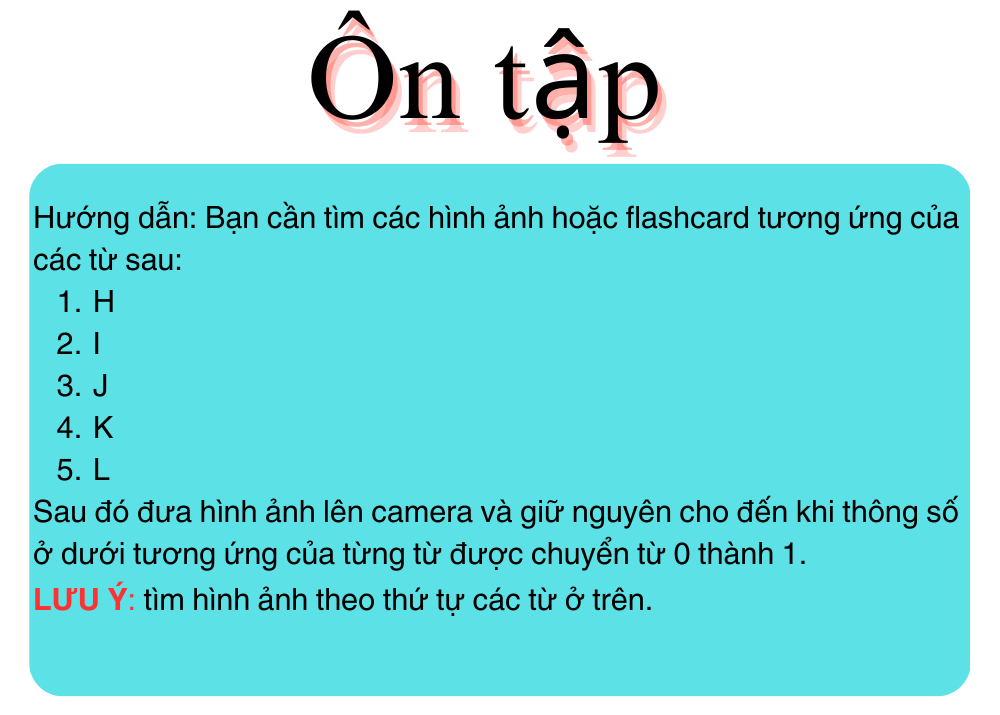 Ôn tập
Hướng dẫn: Bạn cần tìm các hình ảnh hoặc flashcard tương ứng của
các từ sau:
1. H
2. I
3. J
4. K
5. L
Sau đó đưa hình ảnh lên camera và giữ nguyên cho đến khi thông số
ở dưới tương ứng của từng từ được chuyển từ 0 thành 1.
LƯU Ý: tìm hình ảnh theo thứ tự các từ ở trên.